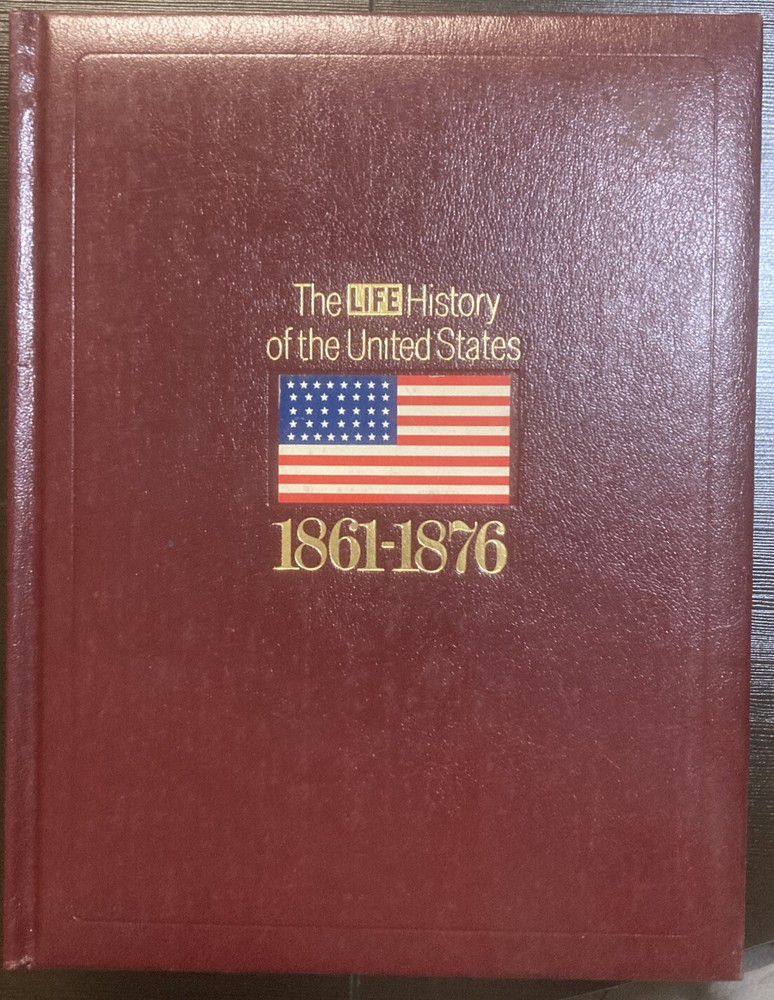 The LIFE History
of the United States
1861-1876